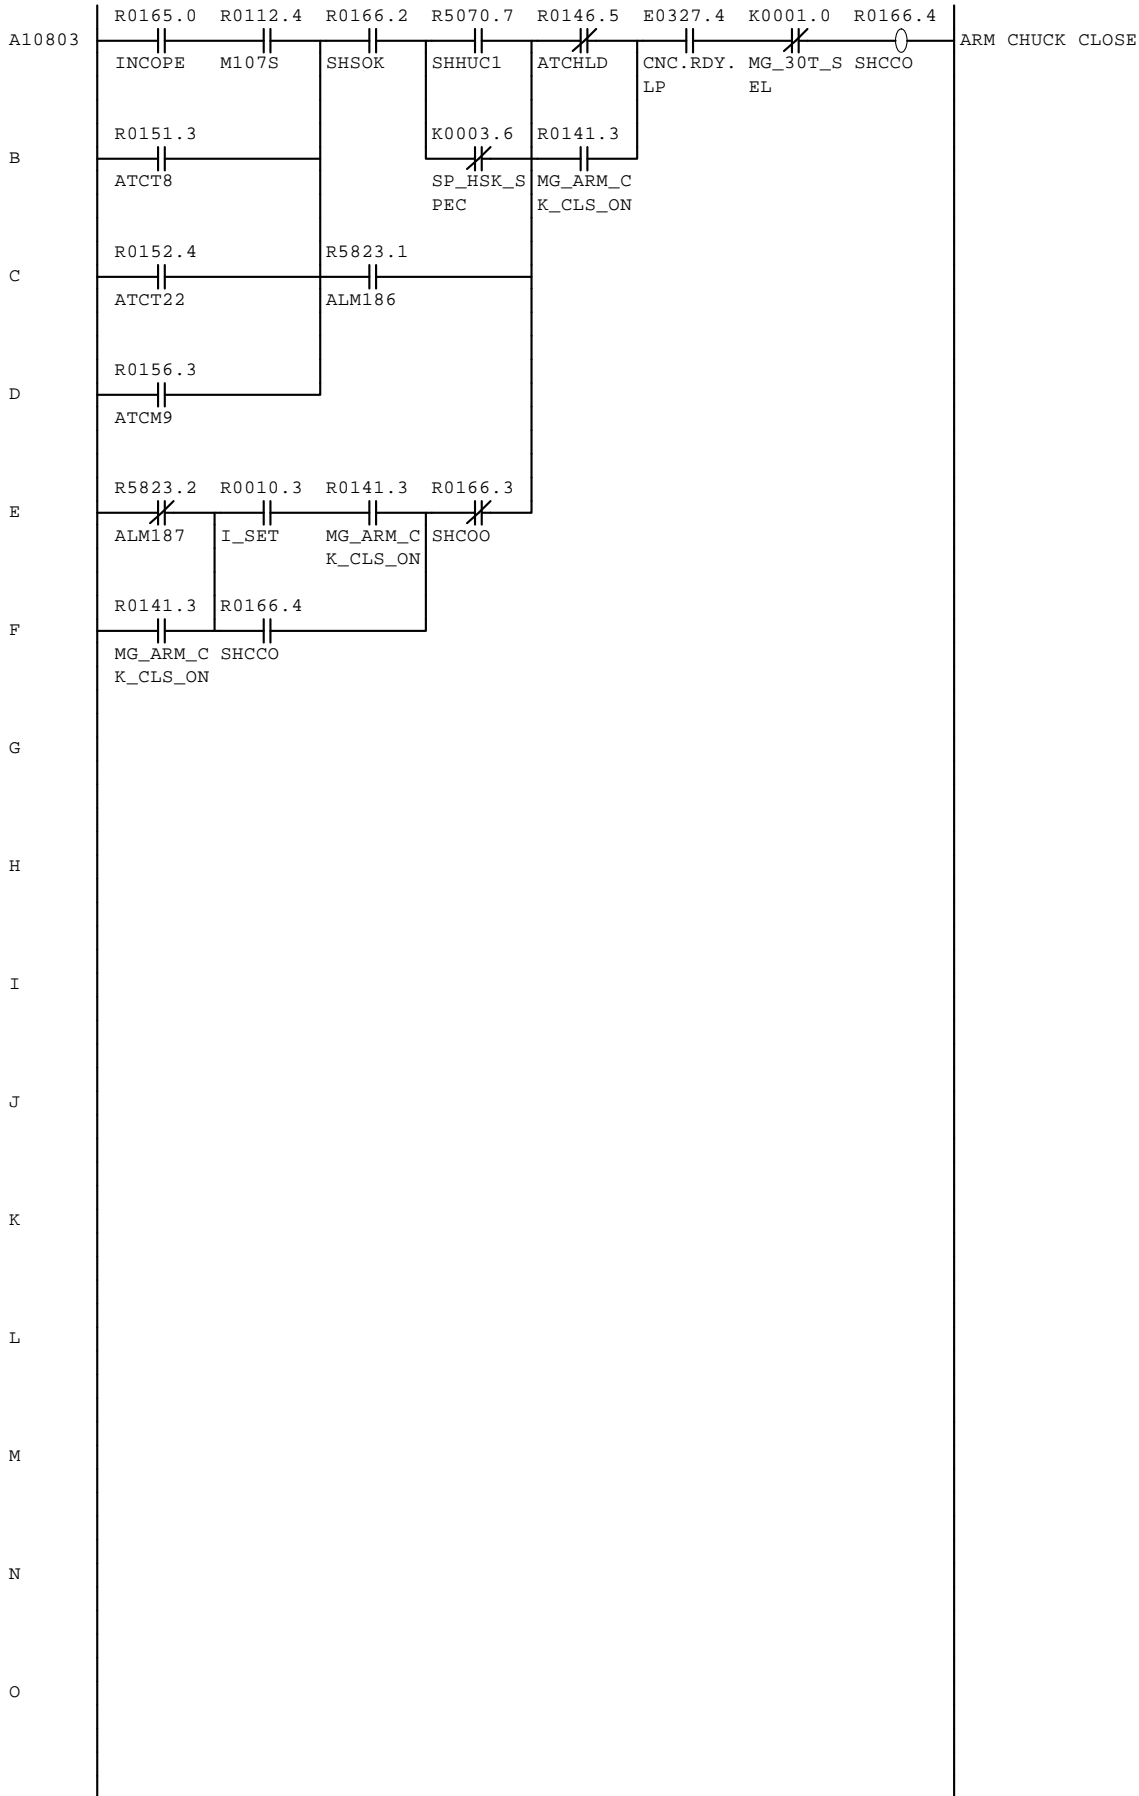 R0165.0 R0112.4 R0166.2 R5070.7 R0146.5 E0327.4 K0001.0 R0166.4
A10803 ARM CHUCK CLOSE
INCOPE M107S SHSOK SHHUC1 ATCHLD CNC.RDY. MG_30T_S SHCCO
LP EL
R0151.3 K0003.6 R0141.3
B
ATCT8 SP_HSK_S MG_ARM_C
PEC K_CLS_ON
R0152.4 R5823.1
C
ATCT22 ALM186
R0156.3
D
ATCM9
R5823.2 R0010.3 R0141.3 R0166.3
E
ALM187 I_SET MG_ARM_C SHCOO
K_CLS_ON
R0141.3 R0166.4
F
MG_ARM_C SHCCO
K_CLS_ON
G
H
I
J
K
L
M
N
O